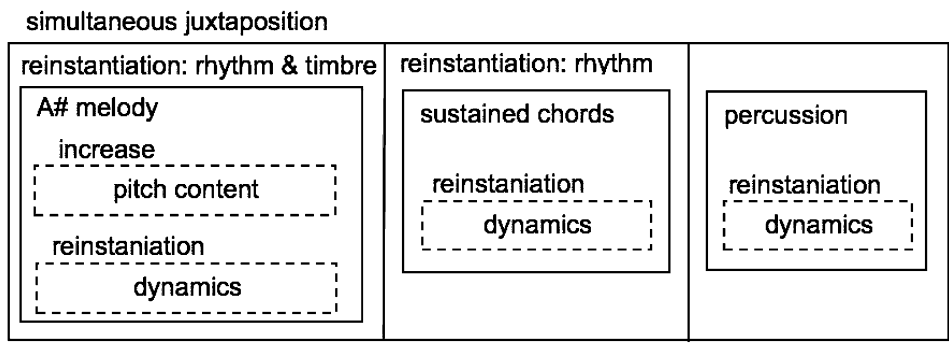 simultaneous juxtaposition
reinstantiation: rhythm & timbre
A# melody
increase
pitch content
reinstaniation
dynamics
reinstantiation: rhythm
sustained chords
reinstaniation
dynamics
percussion
reinstaniation
dynamics